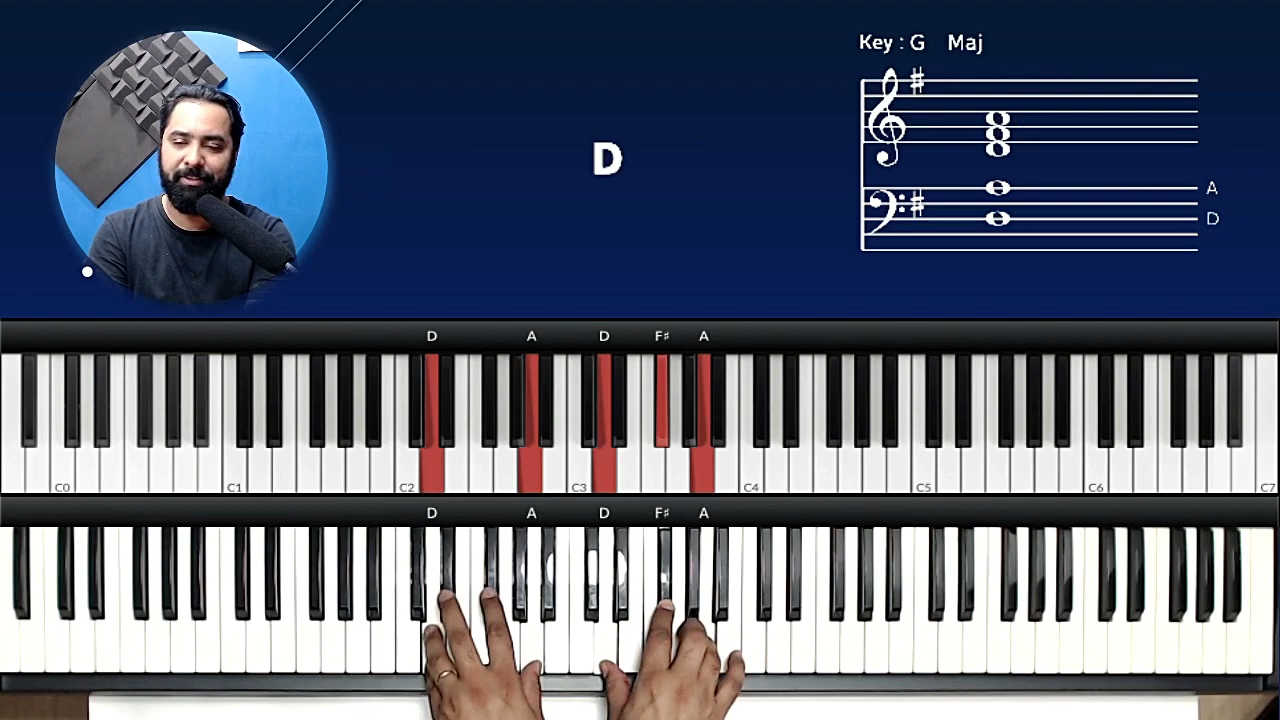 Key : G Maj
D
A
D
D A D F♯ A
C0 C1 C2 C3 C4 C5 C6 C7
D A D F♯ A